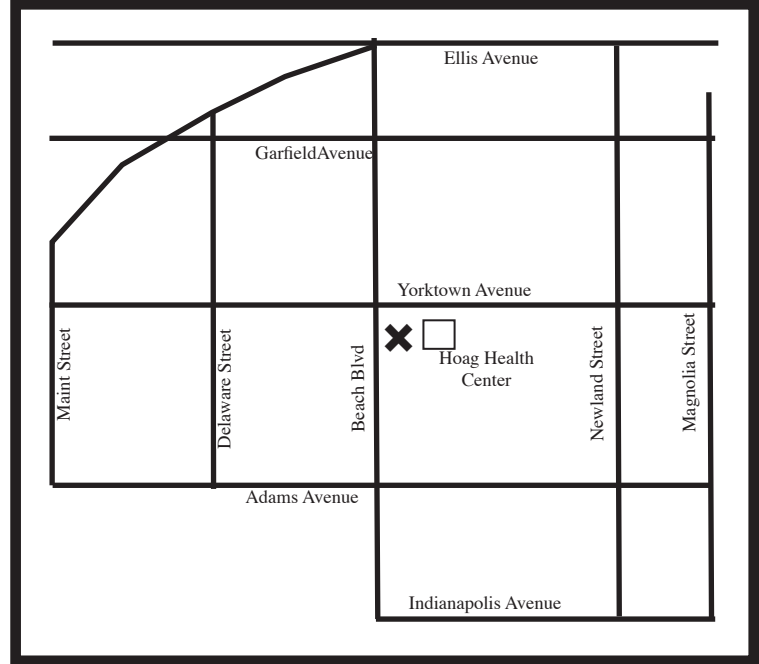 Ellis Avenue
GarfieldAvenue
Yorktown Avenue
Maint Street
Delaware Street
Beach Blvd
Hoag Health
Center
Newland Street
Magnolia Street
Adams Avenue
Indianapolis Avenue